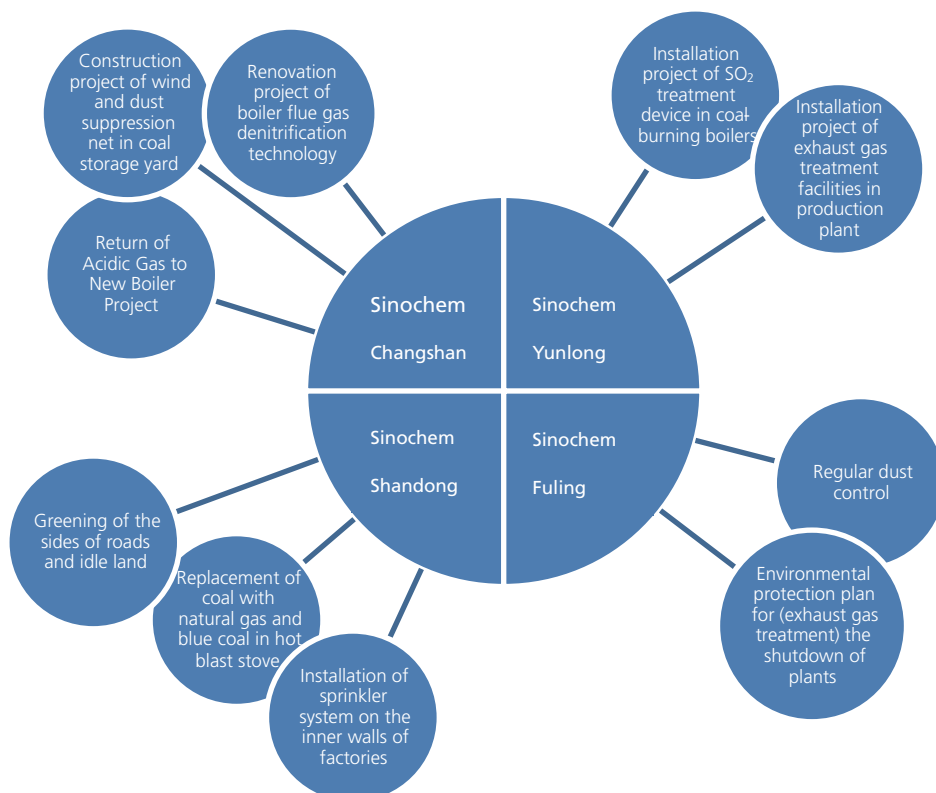 Construction
project of wind
and dust
suppression
net in coal
storage yard
Renovation
project of
boiler flue gas
denitrification
technology
Return of
Acidic Gas to
New Boiler
Project
Installation
project of SO₂
treatment
device in coal-
burning boilers
Installation
project of
exhaust gas
treatment
facilities in
production
plant
Sinochem
Changshan
Sinochem
Yunlong
Sinochem
Shandong
Sinochem
Fuling
Greening of the
sides of roads
and idle land
Replacement of
coal with
natural gas and
blue coal in hot
blast stove
Installation of
sprinkler
system on the
inner walls of
factories
Regular dust
control
Environmental
protection plan
for (exhaust gas
treatment) the
shutdown of
plants